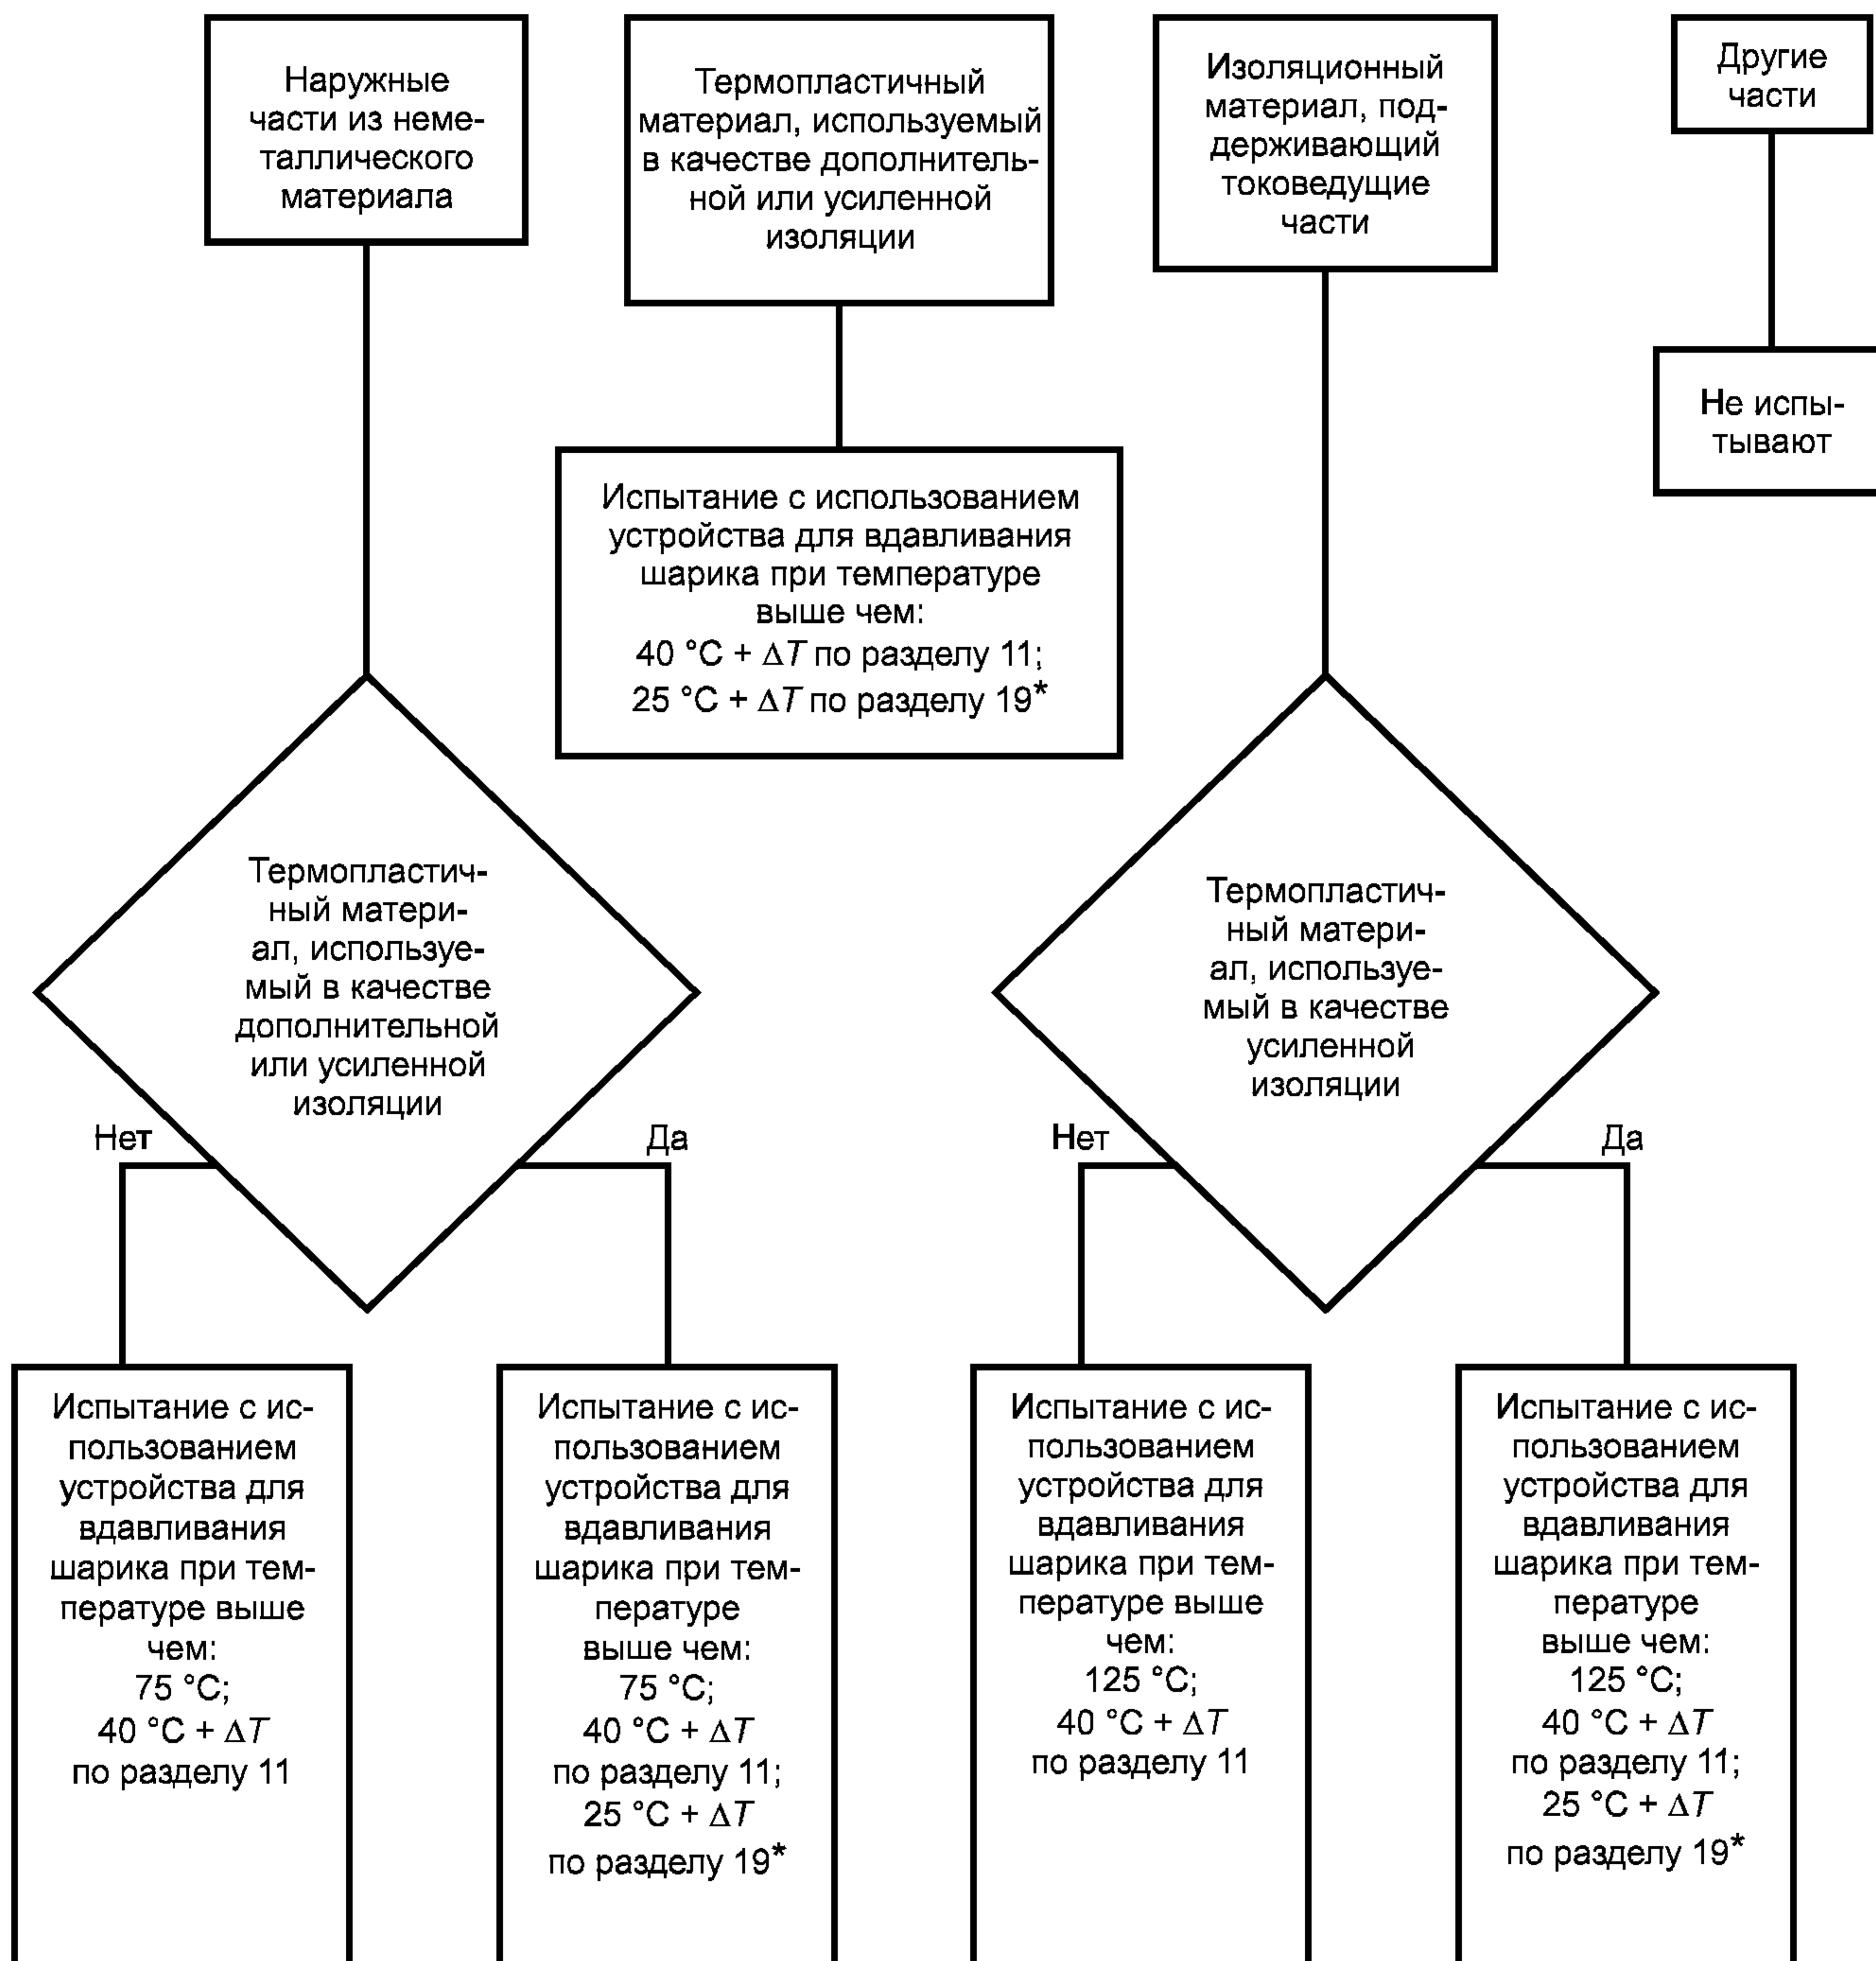 Наружные
части из неме-
таллического
материала
Термопластичный
материал, используемый
в качестве дополнитель-
ной или усиленной
изоляции
Изоляционный
материал, под-
держивающий
токоведущие
части
Другие
части
Не испы-
тывают
Испытание с использованием
устройства для вдавливания
шарика при температуре
выше чем:
40 °C + ΔT по разделу 11;
25 °C + ΔT по разделу 19*
Термопластич-
ный матери-
ал, используе-
мый в качестве
дополнительной
или усиленной
изоляции
Нет
Да
Термопластич-
ный матери-
ал, используе-
мый в качестве
усиленной
изоляции
Нет
Да
Испытание с ис-
пользованием
устройства для
вдавливания
шарика при тем-
пературе выше
чем:
75 °C;
40 °C + ΔT
по разделу 11
Испытание с ис-
пользованием
устройства для
вдавливания
шарика при тем-
пературе
выше чем:
75 °C;
40 °C + ΔT
по разделу 11;
25 °C + ΔT
по разделу 19*
Испытание с ис-
пользованием
устройства для
вдавливания
шарика при тем-
пературе выше
чем:
125 °C;
40 °C + ΔT
по разделу 11
Испытание с ис-
пользованием
устройства для
вдавливания
шарика при тем-
пературе
выше чем:
125 °C;
40 °C + ΔT
по разделу 11;
25 °C + ΔT
по разделу 19*